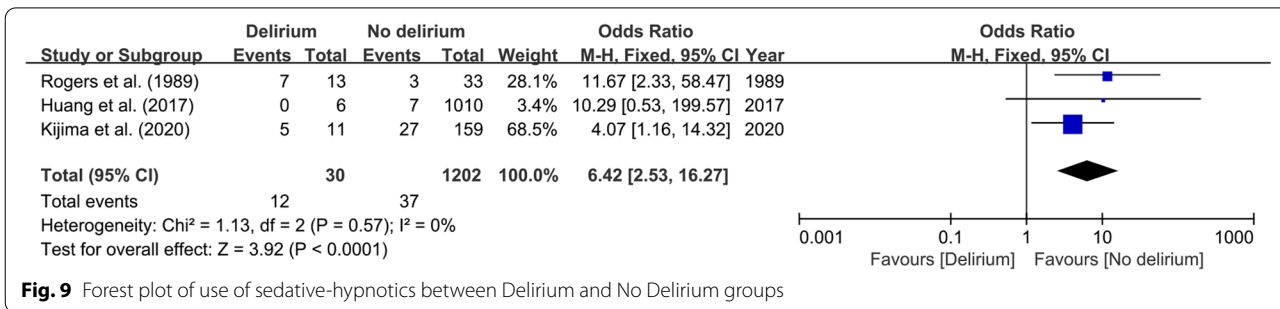 Delirium No delirium Odds Ratio Odds Ratio
Study or Subgroup Events Total Events Total Weight M-H, Fixed, 95% CI Year M-H, Fixed, 95% CI
Rogers et al. (1989) 7 13 3 33 28.1% 11.67 [2.33, 58.47] 1989
Huang et al. (2017) 0 6 7 1010 3.4% 10.29 [0.53, 199.57] 2017
Kijima et al. (2020) 5 11 27 159 68.5% 4.07 [1.16, 14.32] 2020
Total (95% CI) 30 1202 100.0% 6.42 [2.53, 16.27]
Total events 12 37
Heterogeneity: Chi² = 1.13, df = 2 (P = 0.57); I² = 0%
Test for overall effect: Z = 3.92 (P < 0.0001)
0.001 0.1 1 10 1000
Favours [Delirium] Favours [No delirium]
Fig. 9 Forest plot of use of sedative-hypnotics between Delirium and No Delirium groups